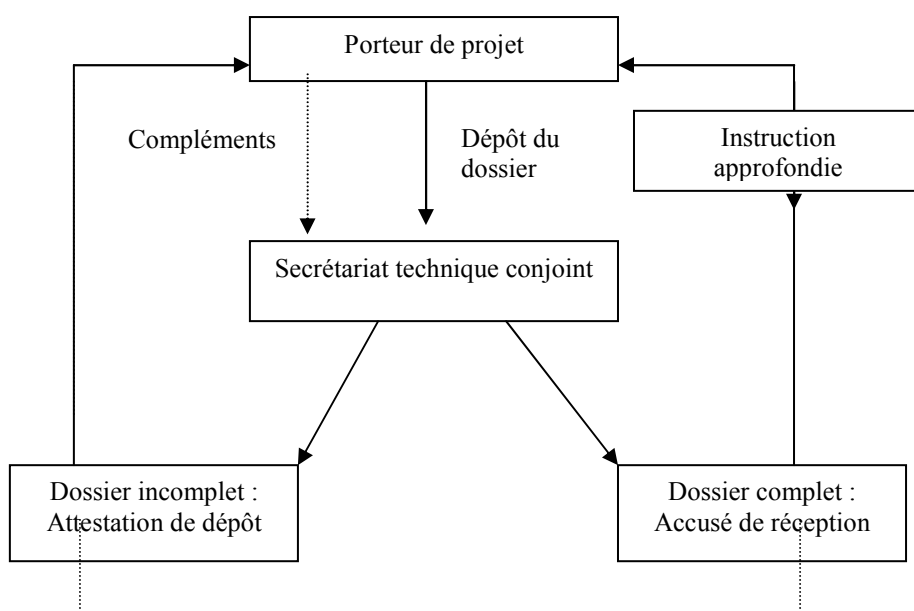 Porteur de projet
Compléments
Dépôt du
dossier
Instruction
approfondie
Secrétariat technique conjoint
Dossier incomplet :
Attestation de dépôt
Dossier complet :
Accusé de réception